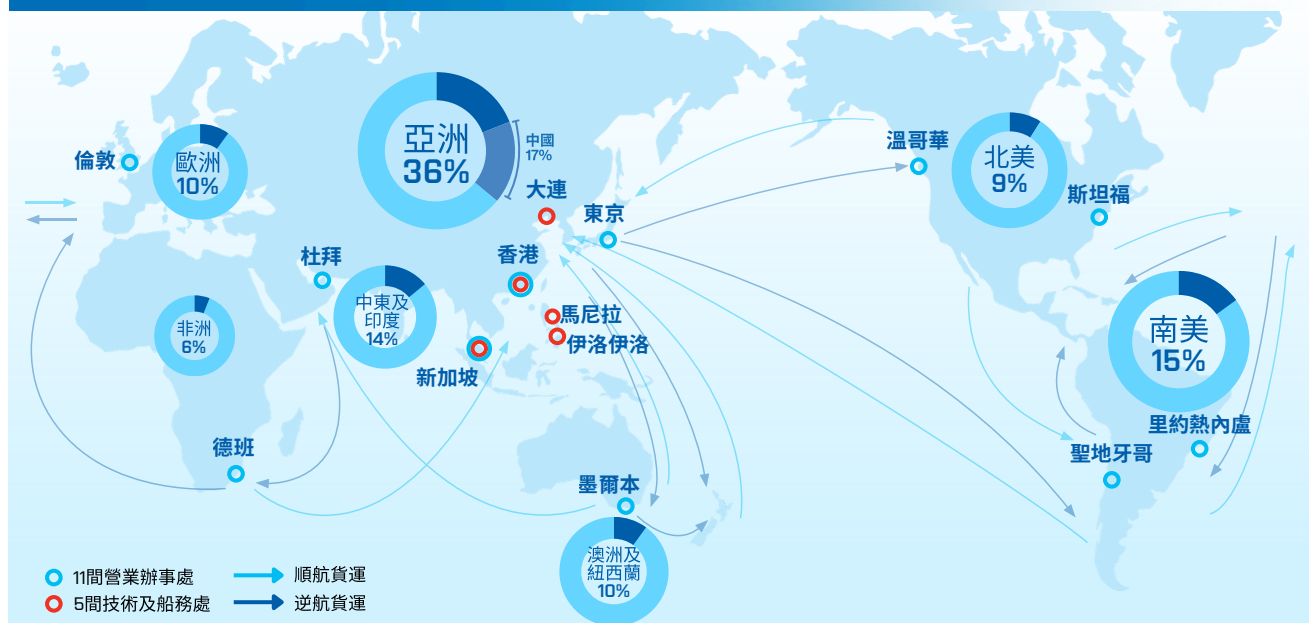 倫敦
歐洲
10%
亞洲
36%
中國
17%
大連
東京
溫哥華
北美
9%
斯坦福
杜拜
香港
中東及
印度
14%
馬尼拉
伊洛伊洛
新加坡
非洲
6%
南美
15%
里約熱內盧
聖地牙哥
德班
墨爾本
澳洲及
紐西蘭
10%
11間營業辦事處
順航貨運
5間技術及船務處
逆航貨運